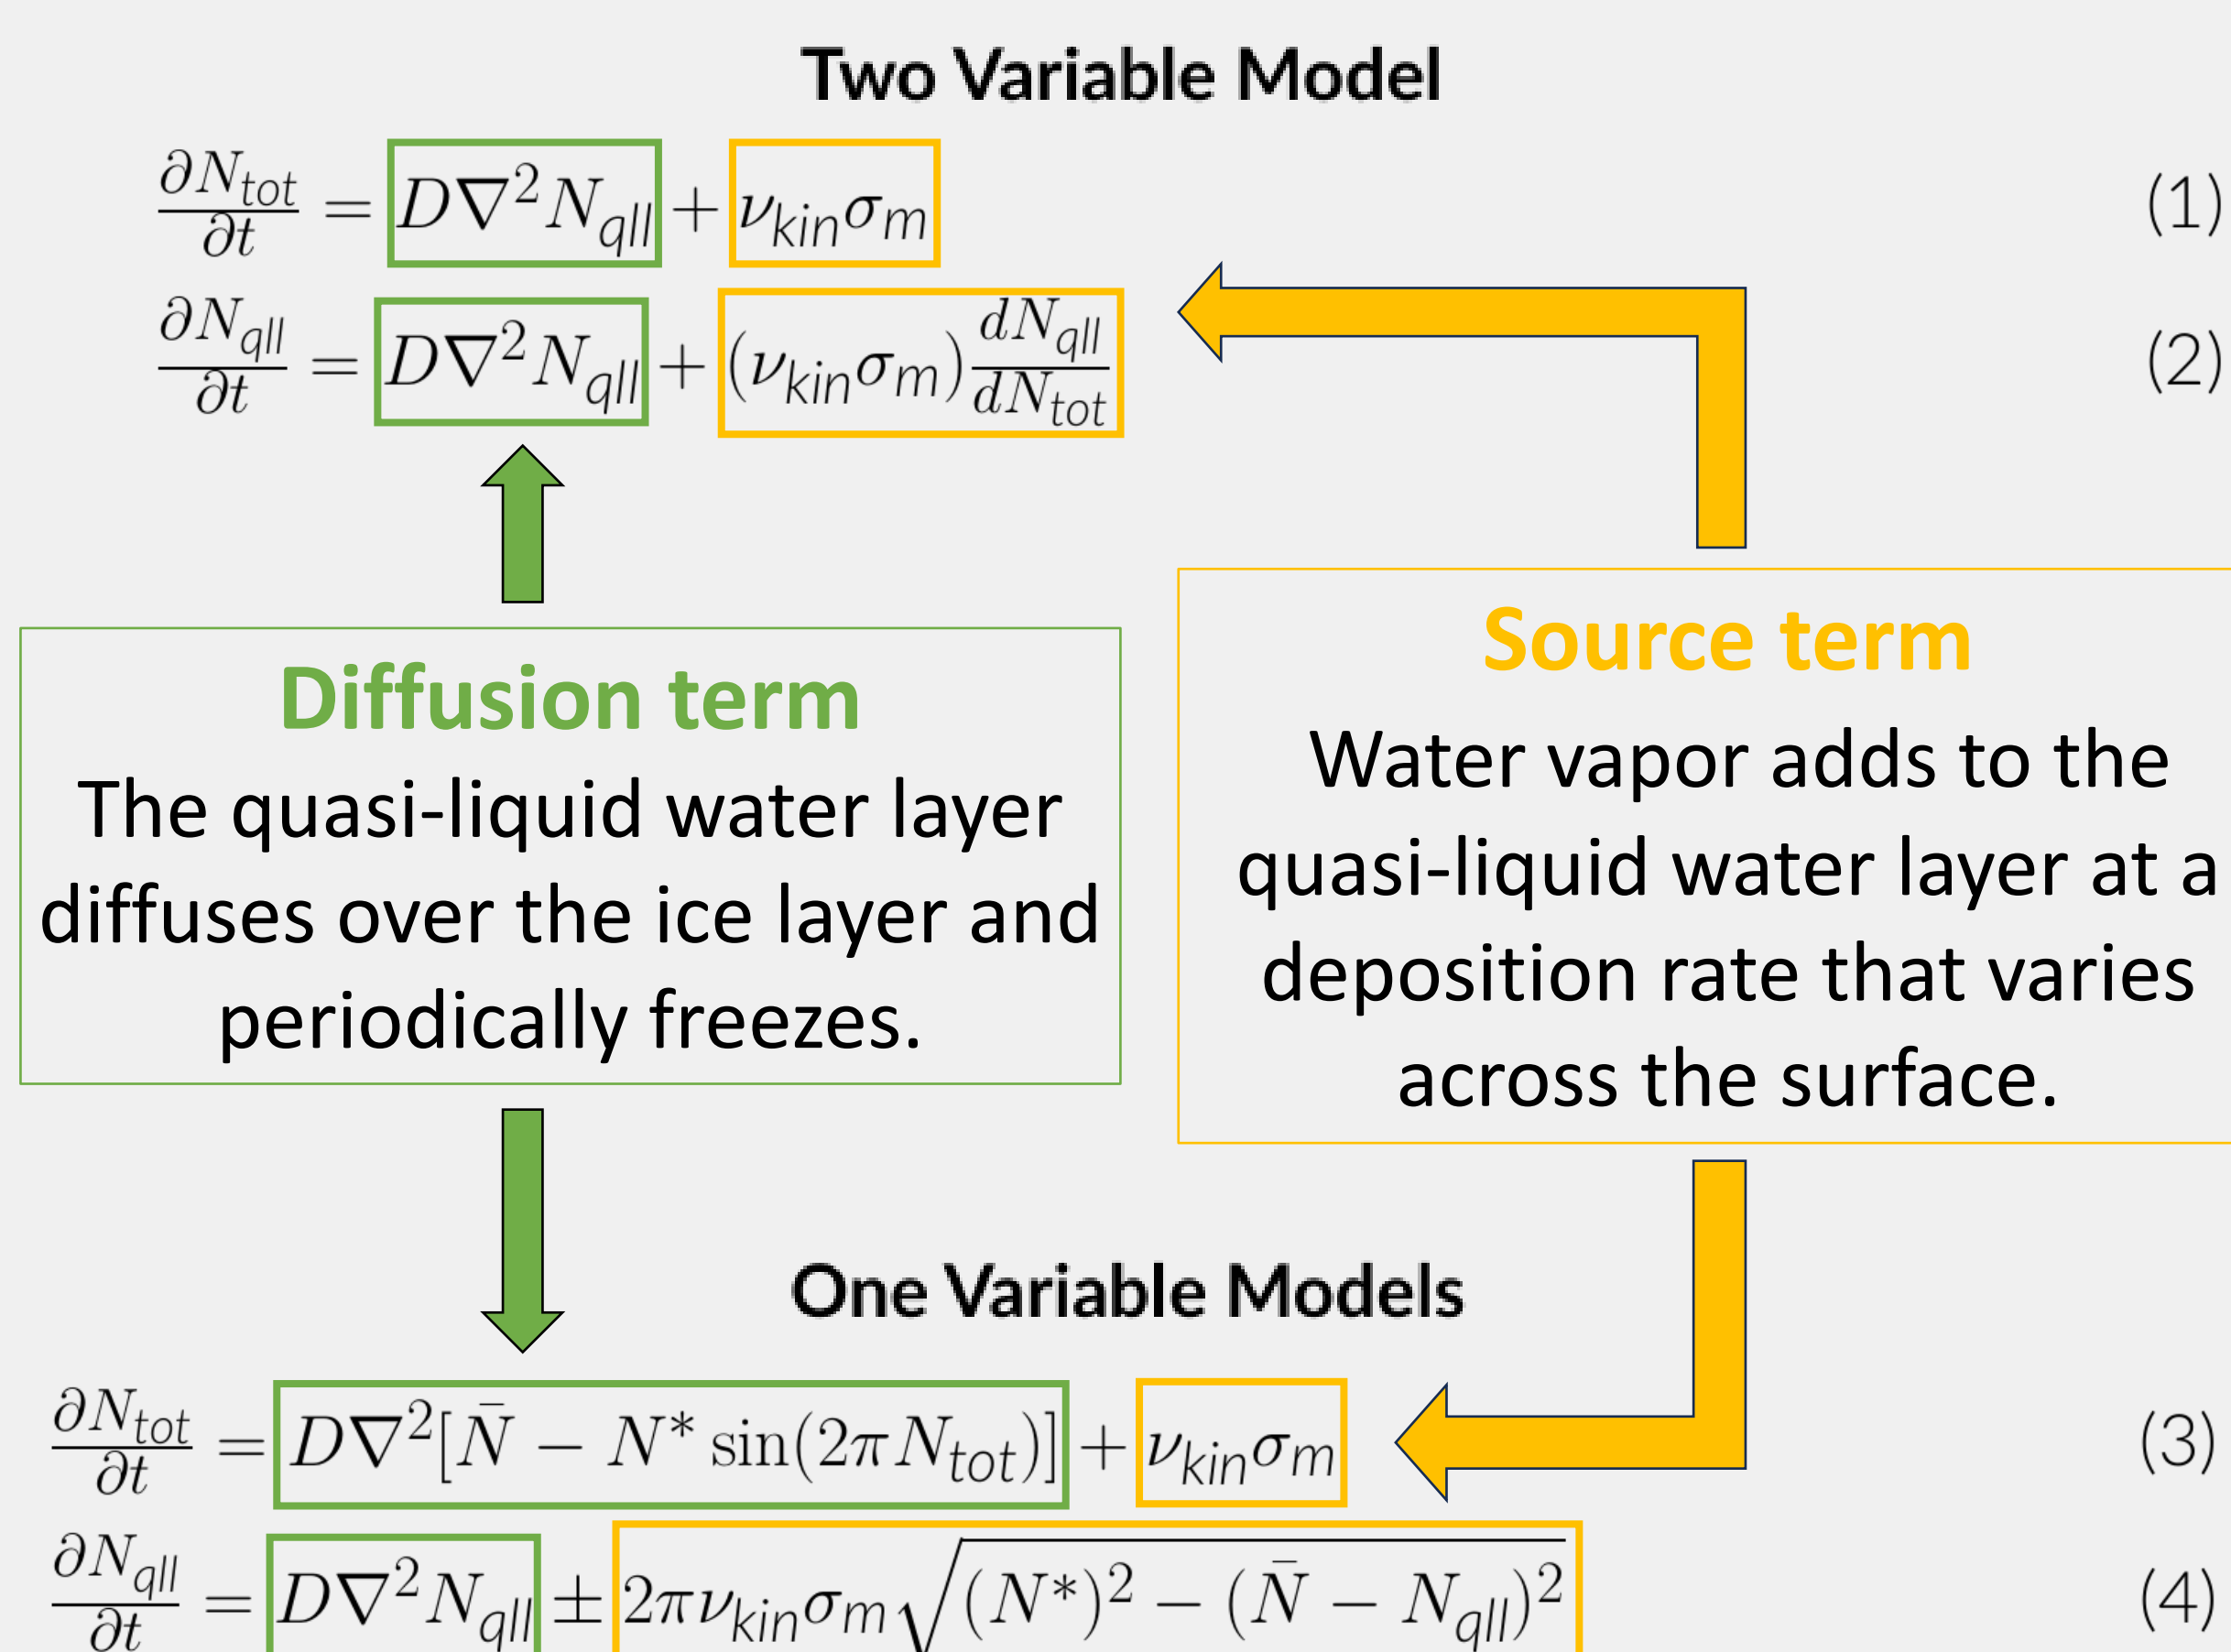 Two Variable Model
∂N_tot/∂t = D∇²N_qll + ν_kin σ_m (1)
∂N_qll/∂t = D∇²N_qll + (ν_kin σ_m) dN_qll/dN_tot (2)
Diffusion term
The quasi-liquid water layer
diffuses over the ice layer and
periodically freezes.
Source term
Water vapor adds to the
quasi-liquid water layer at a
deposition rate that varies
across the surface.
One Variable Models
∂N_tot/∂t = D∇²[N̄ − N* sin(2πN_tot)] + ν_kin σ_m (3)
∂N_qll/∂t = D∇²N_qll ± 2πν_kin σ_m √((N*)² − (N̄ − N_qll)²) (4)